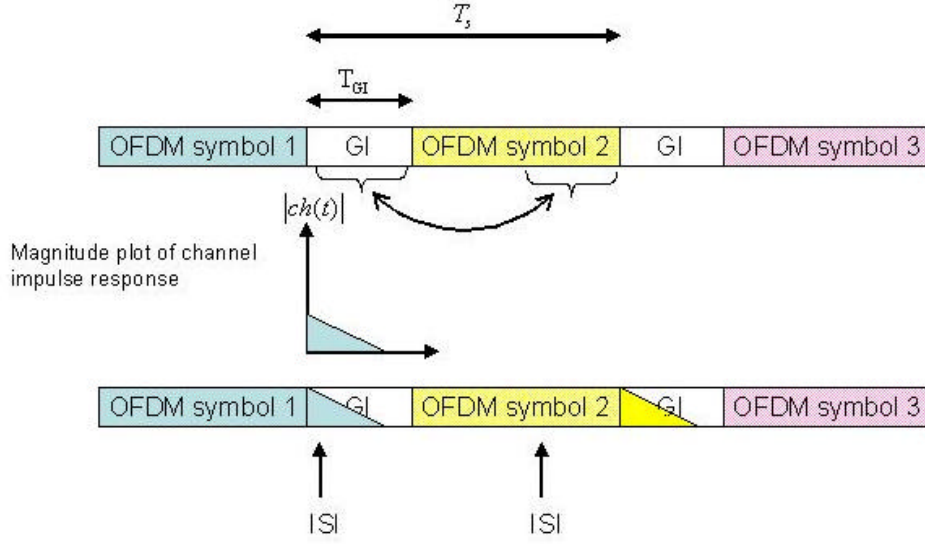 T's
T_GI
OFDM symbol 1 GI OFDM symbol 2 GI OFDM symbol 3
|ch(t)|
Magnitude plot of channel
impulse response
OFDM symbol 1 GI OFDM symbol 2 GI OFDM symbol 3
ISI ISI